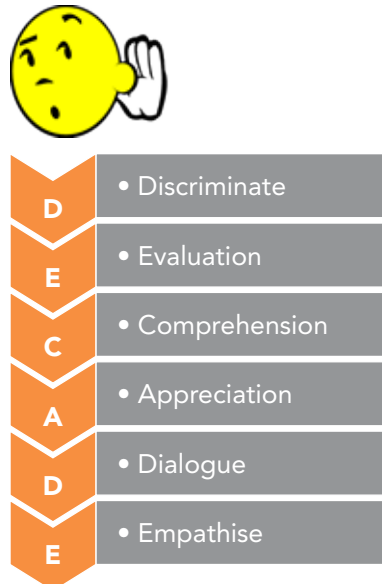 D
• Discriminate
E
• Evaluation
C
• Comprehension
A
• Appreciation
D
• Dialogue
E
• Empathise